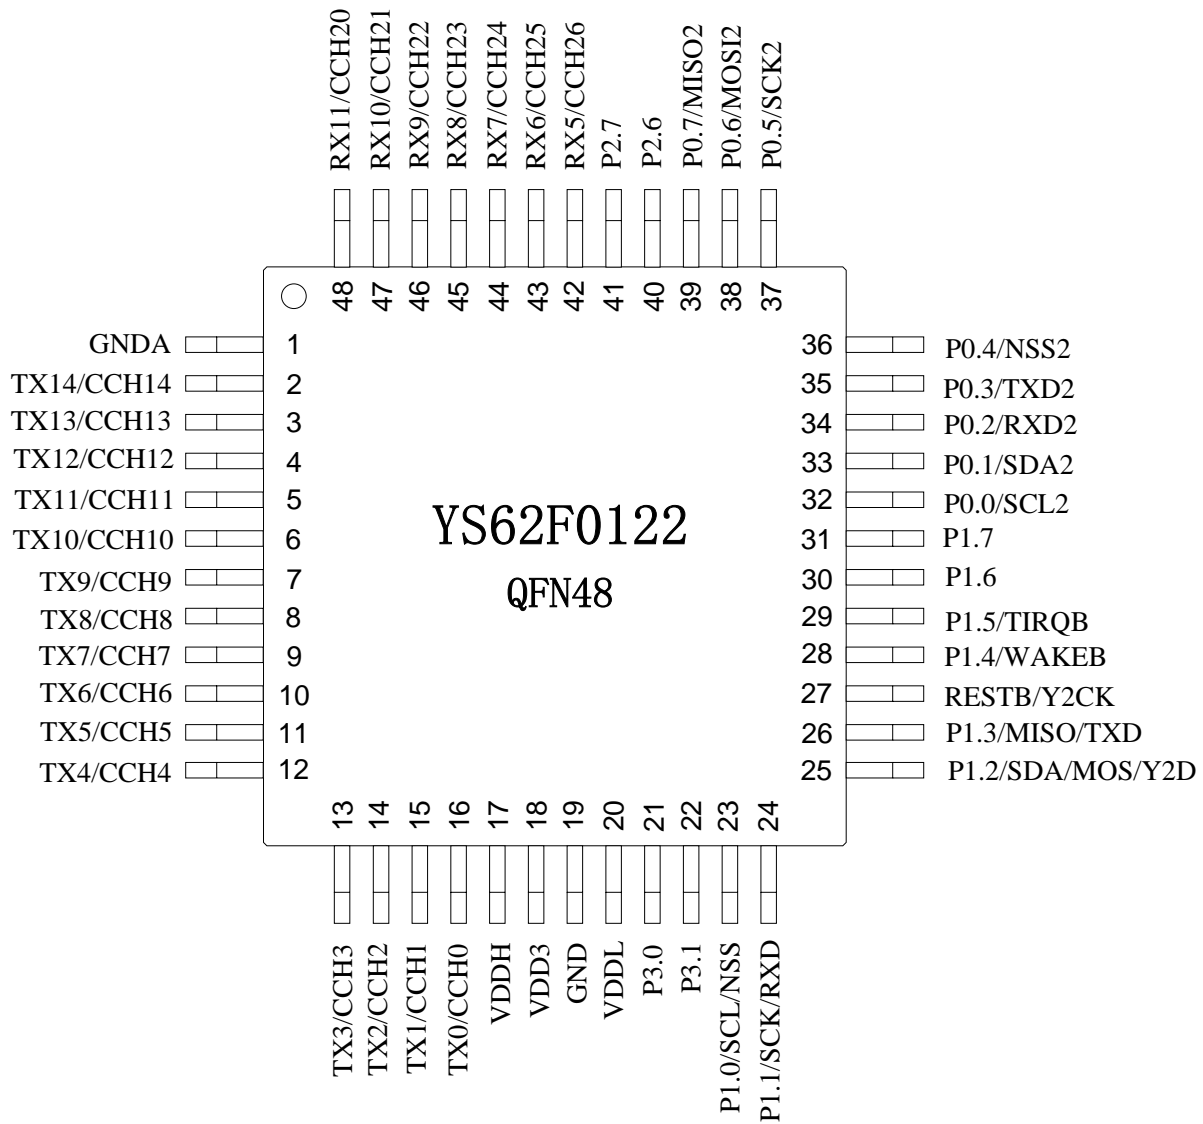 RX11/CCH20
RX10/CCH21
RX9/CCH22
RX8/CCH23
RX7/CCH24
RX6/CCH25
RX5/CCH26
P2.7
P2.6
P0.7/MISO2
P0.6/MOSI2
P0.5/SCK2
48
47
46
45
44
43
42
41
40
39
38
37
GNDA 1
TX14/CCH14 2
TX13/CCH13 3
TX12/CCH12 4
TX11/CCH11 5
TX10/CCH10 6
TX9/CCH9 7
TX8/CCH8 8
TX7/CCH7 9
TX6/CCH6 10
TX5/CCH5 11
TX4/CCH4 12
YS62F0122
QFN48
36 P0.4/NSS2
35 P0.3/TXD2
34 P0.2/RXD2
33 P0.1/SDA2
32 P0.0/SCL2
31 P1.7
30 P1.6
29 P1.5/TIRQB
28 P1.4/WAKEB
27 RESTB/Y2CK
26 P1.3/MISO/TXD
25 P1.2/SDA/MOS/Y2D
13
14
15
16
17
18
19
20
21
22
23
24
TX3/CCH3
TX2/CCH2
TX1/CCH1
TX0/CCH0
VDDH
VDD3
GND
VDDL
P3.0
P3.1
P1.0/SCL/NSS
P1.1/SCK/RXD